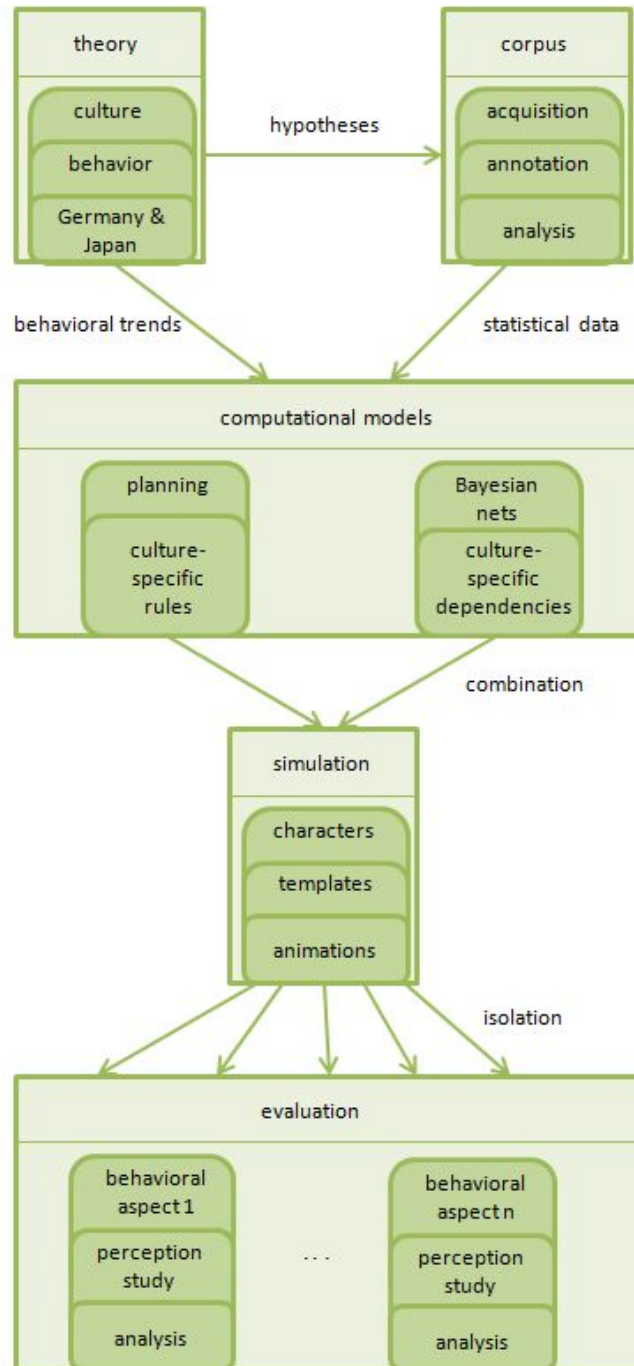 theory
culture
behavior
Germany &
Japan
hypotheses
corpus
acquisition
annotation
analysis
behavioral trends
statistical data
computational models
planning
culture-
specific
rules
Bayesian
nets
culture-
specific
dependencies
combination
simulation
characters
templates
animations
isolation
evaluation
behavioral
aspect 1
perception
study
analysis
...
behavioral
aspect n
perception
study
analysis